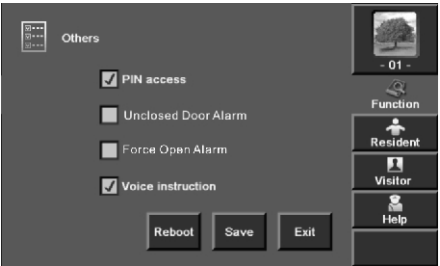 Others
PIN access
Unclosed Door Alarm
Force Open Alarm
Voice instruction
Reboot
Save
Exit
- 01 -
Function
Resident
Visitor
Help